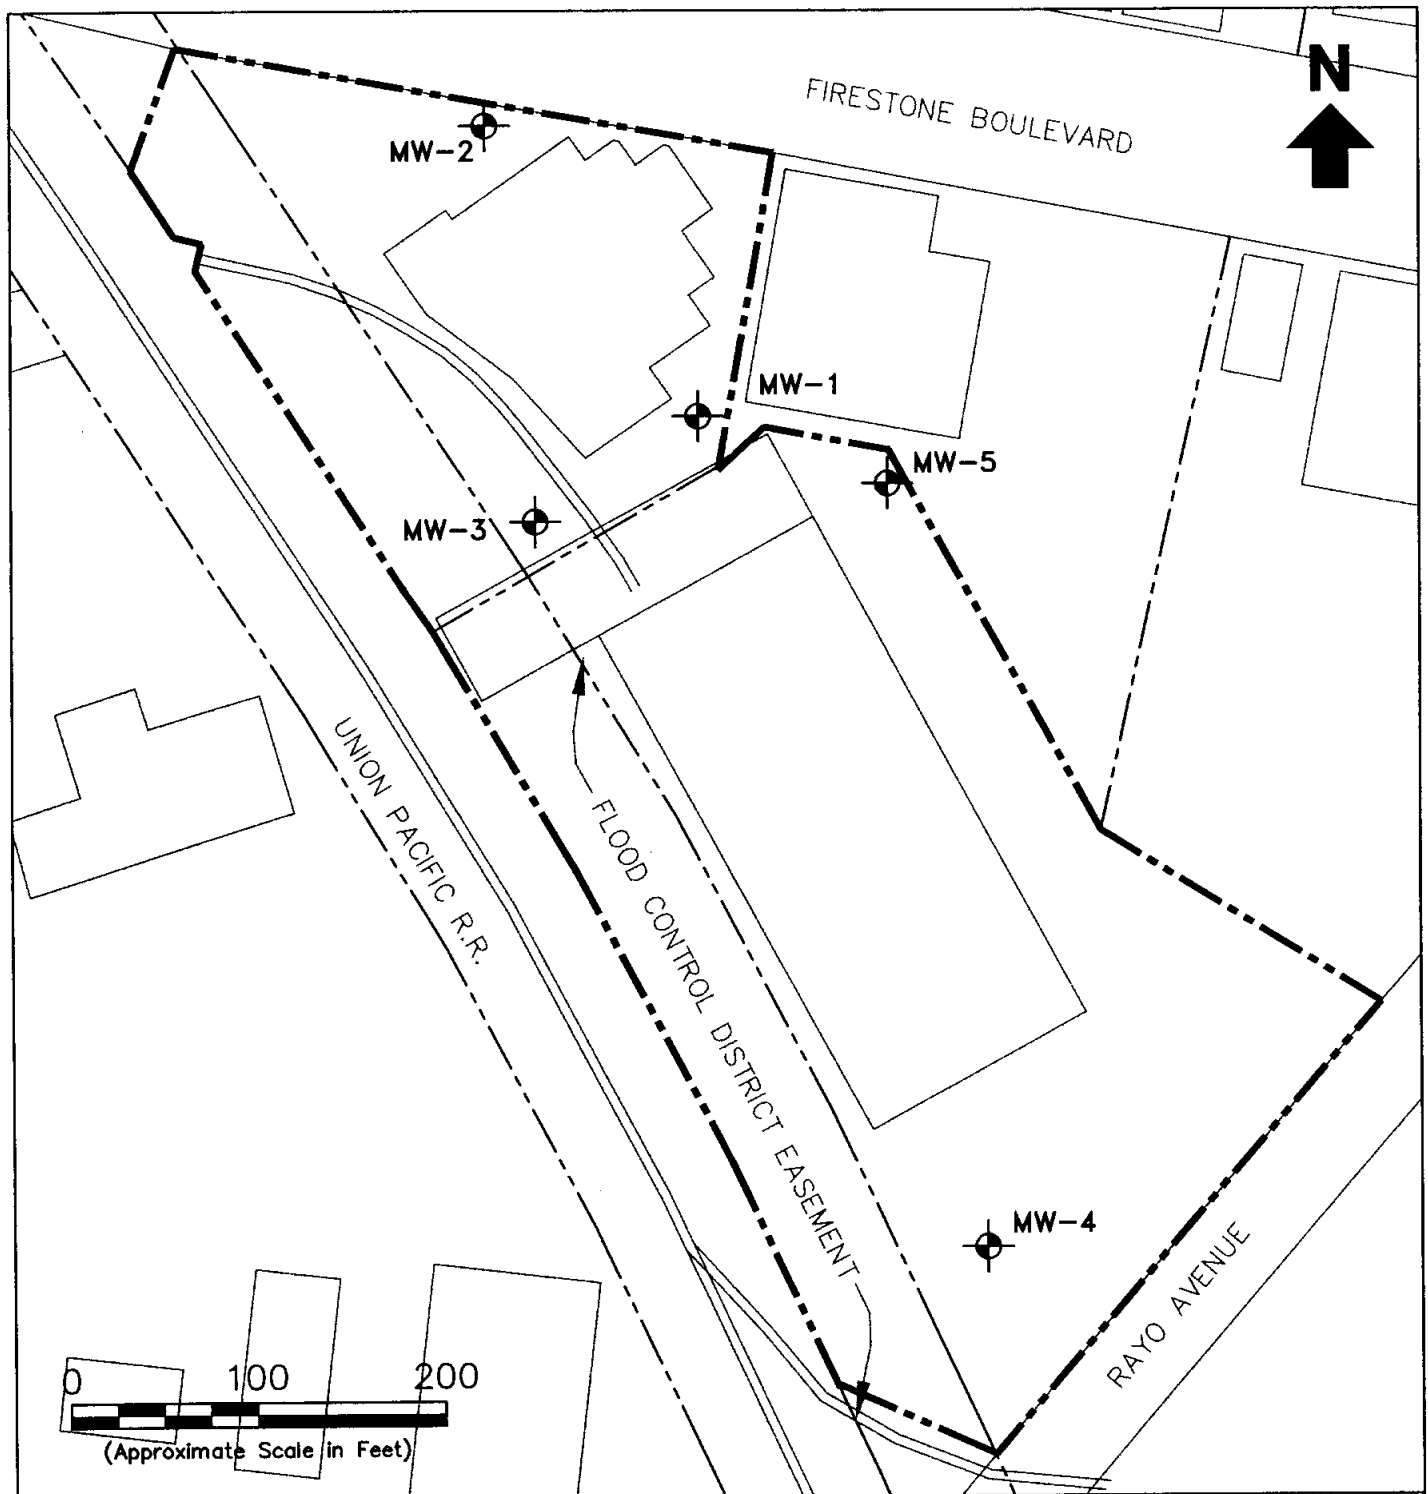 N
FIRESTONE BOULEVARD
MW-2
MW-1
MW-5
MW-3
UNION PACIFIC R.R.
FLOOD CONTROL DISTRICT EASEMENT
MW-4
RAYO AVENUE
0 100 200
(Approximate Scale in Feet)